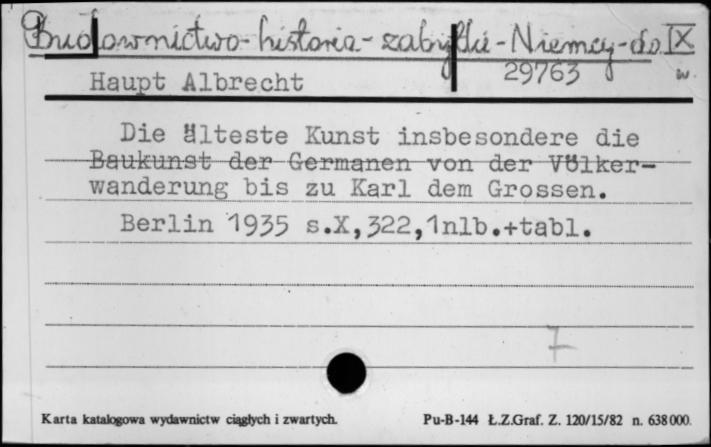 Budownictwo-historia-zabytki-Niemcy-do IX w.
Haupt Albrecht 29763
Die älteste Kunst insbesondere die
Baukunst der Germanen von der Völker-
wanderung bis zu Karl dem Grossen.
Berlin 1935 s.X,322,1nlb.+tabl.
7
Karta katalogowa wydawnictw ciągłych i zwartych. Pu-B-144 Ł.Z.Graf. Z. 120/15/82 n. 638000.